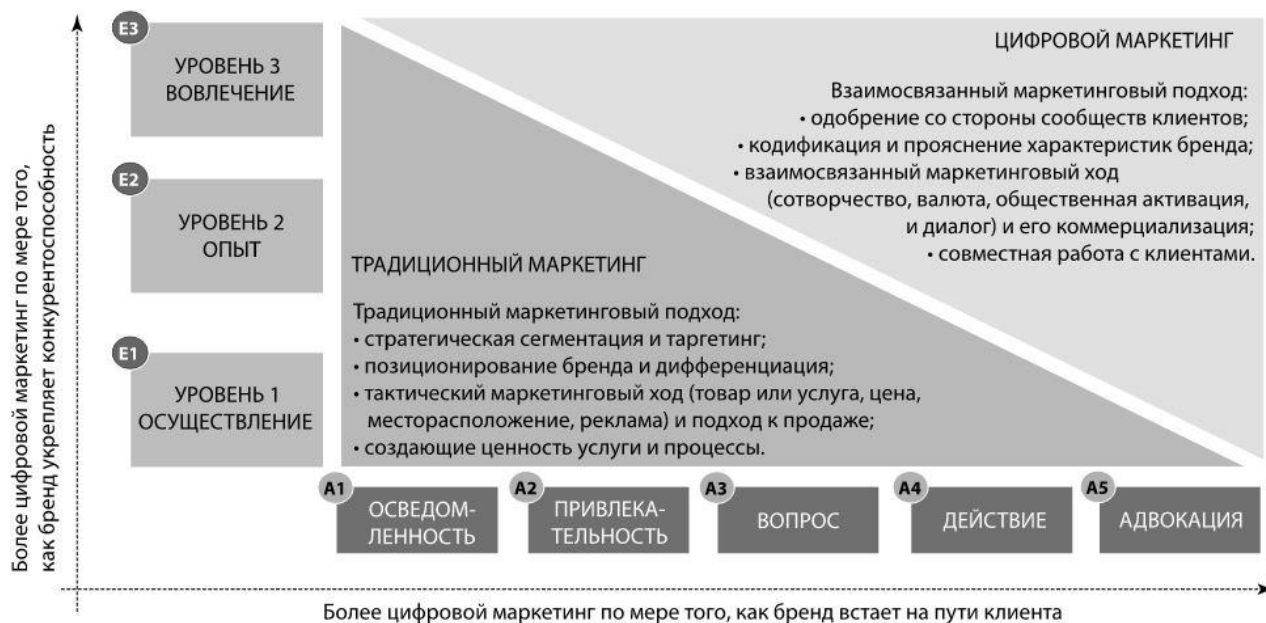 Более цифровой маркетинг по мере того,
как бренд укрепляет конкурентоспособность
E3
УРОВЕНЬ 3
ВОВЛЕЧЕНИЕ
E2
УРОВЕНЬ 2
ОПЫТ
E1
УРОВЕНЬ 1
ОСУЩЕСТВЛЕНИЕ
ЦИФРОВОЙ МАРКЕТИНГ
Взаимосвязанный маркетинговый подход:
• одобрение со стороны сообществ клиентов;
• кодификация и прояснение характеристик бренда;
• взаимосвязанный маркетинговый ход
(сотворчество, валюта, общественная активация,
и диалог) и его коммерциализация;
• совместная работа с клиентами.
ТРАДИЦИОННЫЙ МАРКЕТИНГ
Традиционный маркетинговый подход:
• стратегическая сегментация и таргетинг;
• позиционирование бренда и дифференциация;
• тактический маркетинговый ход (товар или услуга, цена,
месторасположение, реклама) и подход к продаже;
• создающие ценность услуги и процессы.
A1
ОСВЕДОМ-
ЛЕННОСТЬ
A2
ПРИВЛЕКА-
ТЕЛЬНОСТЬ
A3
ВОПРОС
A4
ДЕЙСТВИЕ
A5
АДВОКАЦИЯ
Более цифровой маркетинг по мере того, как бренд встает на пути клиента